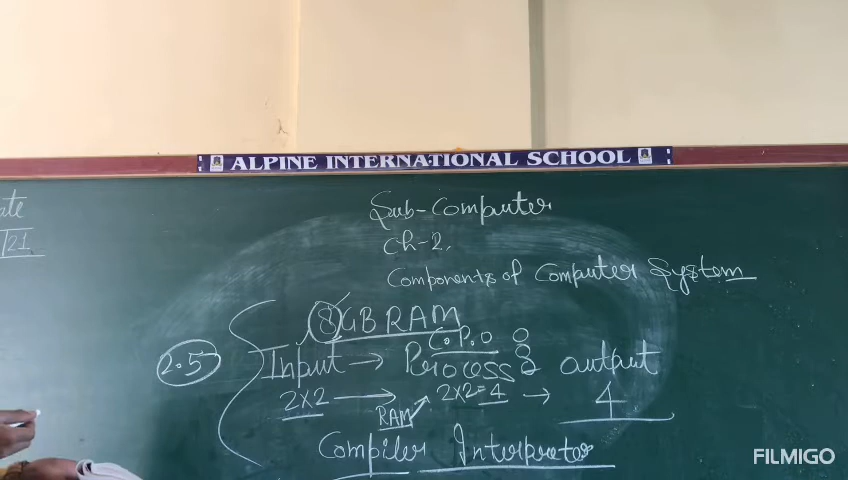 ALPINE INTERNATIONAL SCHOOL
ate
21
Sub-Computer
Ch-2.
Components of Computer System
8GB RAM
C.P.O
2.5
Input → Process & output
2x2 → 2x2=4 → 4
RAM
Compiler Interpreter
FILMIGO